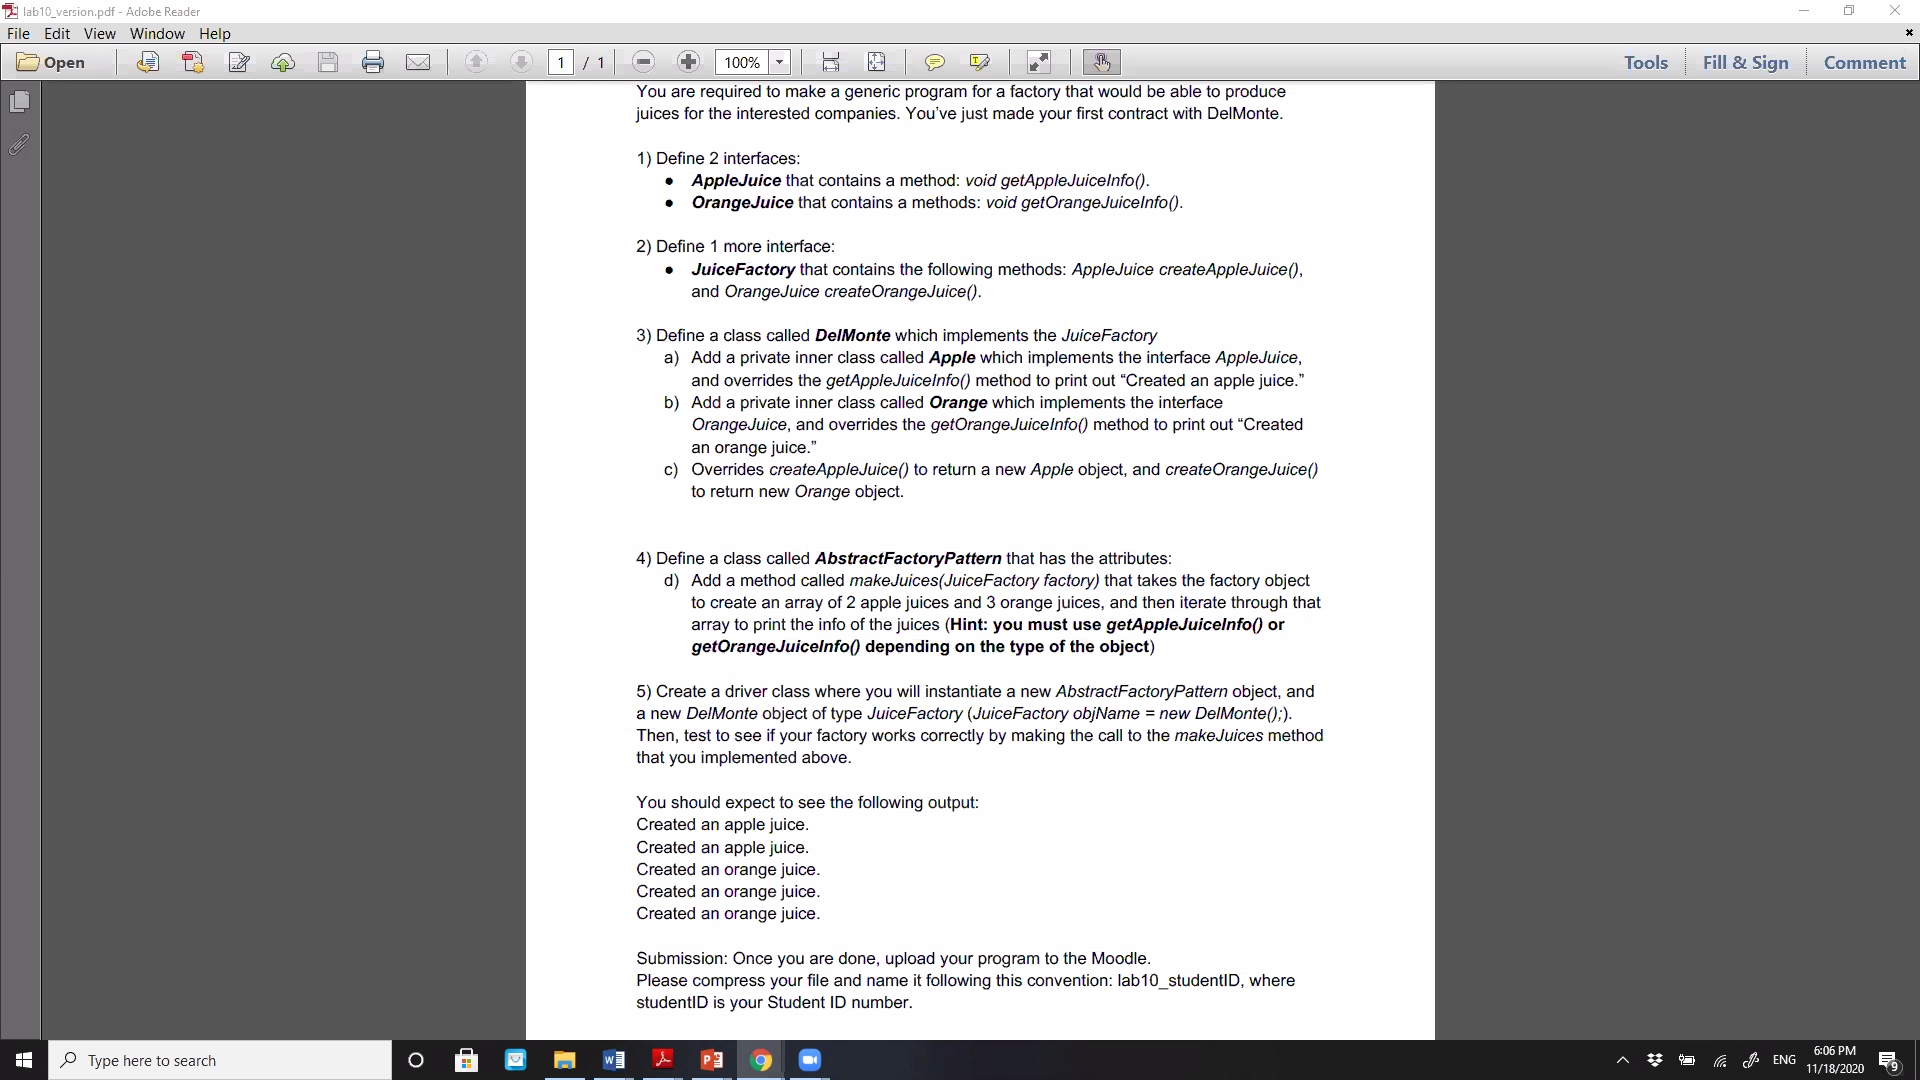 lab10_version.pdf - Adobe Reader
File Edit View Window Help
Open 1 / 1 100% Tools Fill & Sign Comment
You are required to make a generic program for a factory that would be able to produce
juices for the interested companies. You’ve just made your first contract with DelMonte.
1) Define 2 interfaces:
● AppleJuice that contains a method: void getAppleJuiceInfo().
● OrangeJuice that contains a methods: void getOrangeJuiceInfo().
2) Define 1 more interface:
● JuiceFactory that contains the following methods: AppleJuice createAppleJuice(),
and OrangeJuice createOrangeJuice().
3) Define a class called DelMonte which implements the JuiceFactory
a) Add a private inner class called Apple which implements the interface AppleJuice,
and overrides the getAppleJuiceInfo() method to print out “Created an apple juice.”
b) Add a private inner class called Orange which implements the interface
OrangeJuice, and overrides the getOrangeJuiceInfo() method to print out “Created
an orange juice.”
c) Overrides createAppleJuice() to return a new Apple object, and createOrangeJuice()
to return new Orange object.
4) Define a class called AbstractFactoryPattern that has the attributes:
d) Add a method called makeJuices(JuiceFactory factory) that takes the factory object
to create an array of 2 apple juices and 3 orange juices, and then iterate through that
array to print the info of the juices (Hint: you must use getAppleJuiceInfo() or
getOrangeJuiceInfo() depending on the type of the object)
5) Create a driver class where you will instantiate a new AbstractFactoryPattern object, and
a new DelMonte object of type JuiceFactory (JuiceFactory objName = new DelMonte();).
Then, test to see if your factory works correctly by making the call to the makeJuices method
that you implemented above.
You should expect to see the following output:
Created an apple juice.
Created an apple juice.
Created an orange juice.
Created an orange juice.
Created an orange juice.
Submission: Once you are done, upload your program to the Moodle.
Please compress your file and name it following this convention: lab10_studentID, where
studentID is your Student ID number.
Type here to search
ENG
6:06 PM
11/18/2020
9